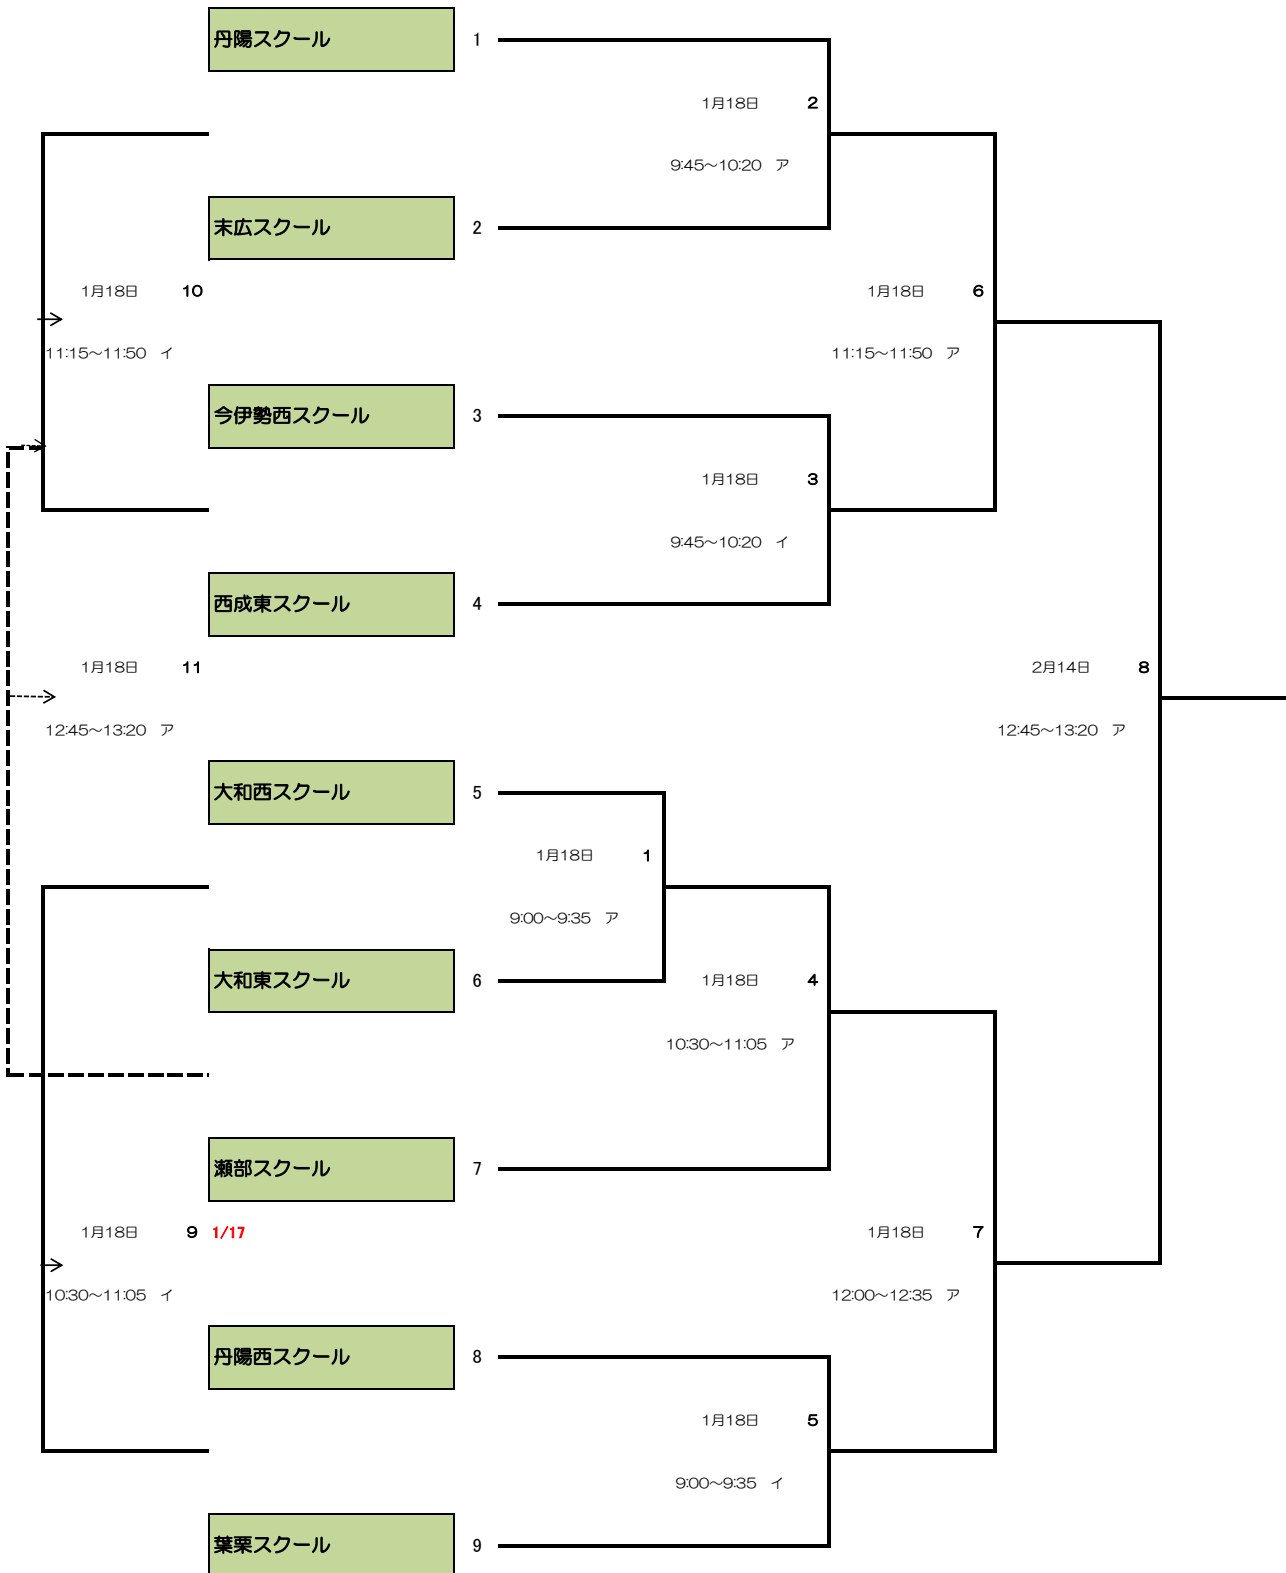 丹陽スクール 1
1月18日 2
9:45～10:20 ア
末広スクール 2
1月18日 10
1月18日 6
11:15～11:50 イ
11:15～11:50 ア
今伊勢西スクール 3
1月18日 3
9:45～10:20 イ
西成東スクール 4
1月18日 11
2月14日 8
12:45～13:20 ア
12:45～13:20 ア
大和西スクール 5
1月18日 1
9:00～9:35 ア
大和東スクール 6
1月18日 4
10:30～11:05 ア
瀬部スクール 7
1月18日 9 1/17
1月18日 7
10:30～11:05 イ
12:00～12:35 ア
丹陽西スクール 8
1月18日 5
9:00～9:35 イ
葉栗スクール 9